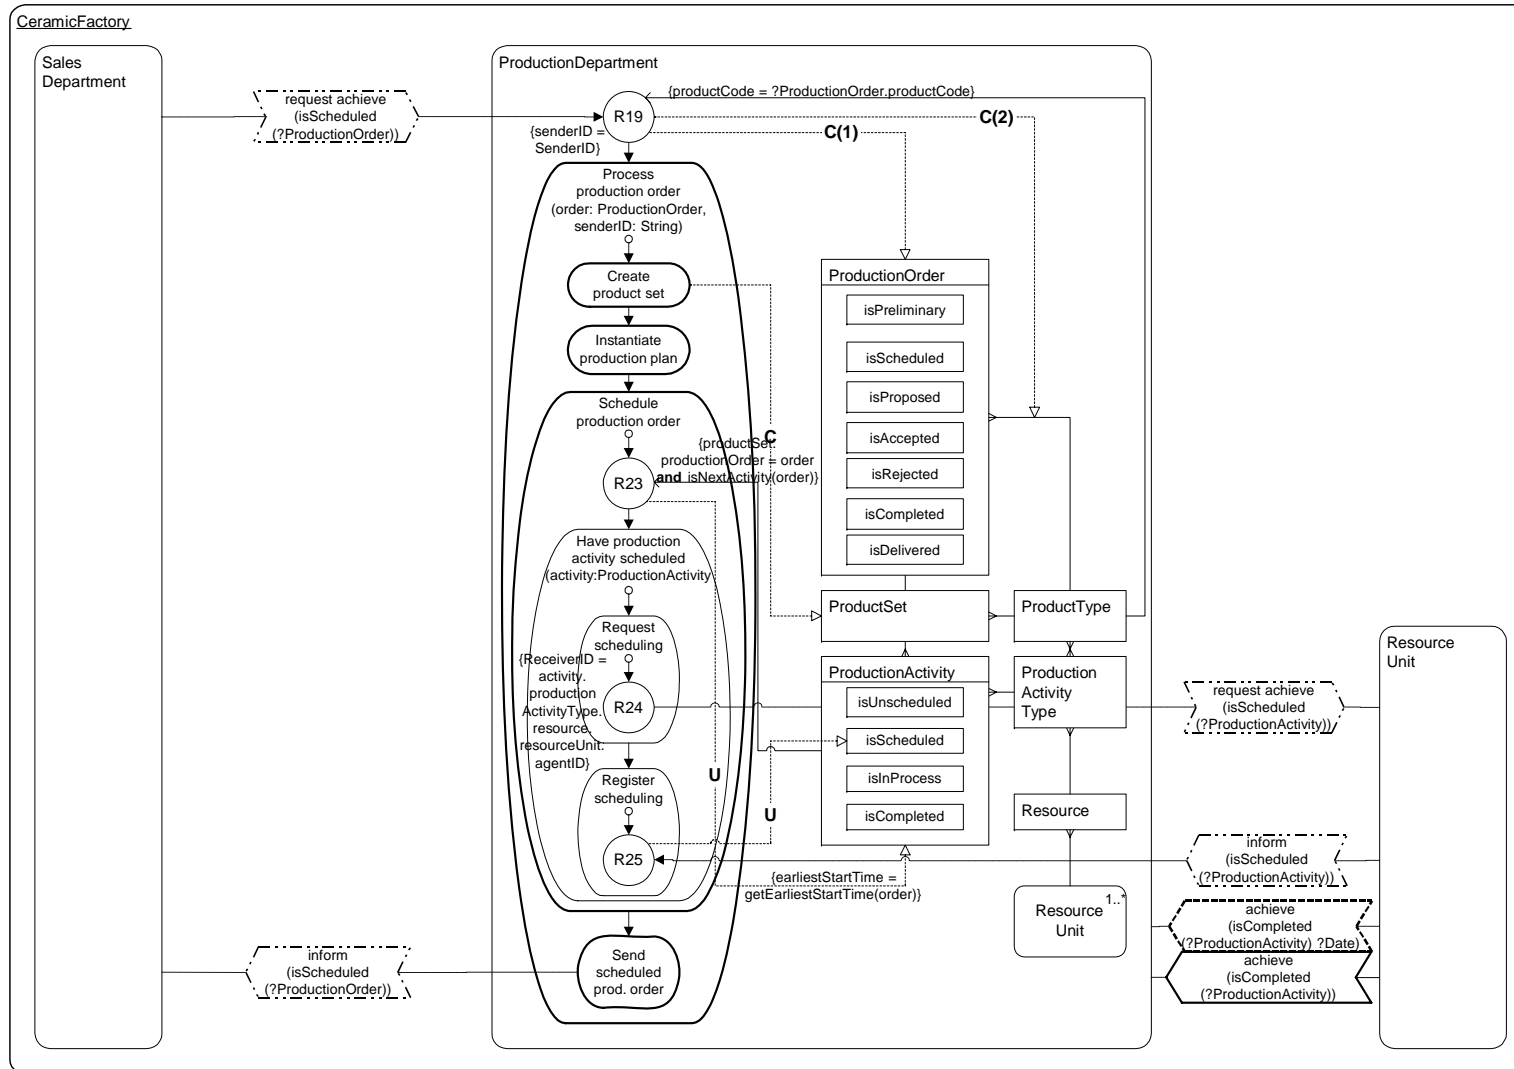 CeramicFactory
Sales
Department
request achieve
(isScheduled
(?ProductionOrder))
inform
(isScheduled
(?ProductionOrder))
ProductionDepartment
{productCode = ?ProductionOrder.productCode}
R19
C(1)
C(2)
{senderID =
SenderID}
Process
production order
(order: ProductionOrder,
senderID: String)
Create
product set
Instantiate
production plan
Schedule
production order
C
{productSet.
productionOrder = order
and isNextActivity(order)}
R23
Have production
activity scheduled
(activity:ProductionActivity
Request
scheduling
{ReceiverID =
activity.
production
ActivityType.
resource.
resourceUnit:
agentID}
R24
Register
scheduling
R25
U
U
{earliestStartTime =
getEarliestStartTime(order)}
Send
scheduled
prod. order
ProductionOrder
isPreliminary
isScheduled
isProposed
isAccepted
isRejected
isCompleted
isDelivered
ProductSet
ProductType
ProductionActivity
isUnscheduled
isScheduled
isInProcess
isCompleted
Production
Activity
Type
Resource
Resource
Unit
1..*
request achieve
(isScheduled
(?ProductionActivity))
inform
(isScheduled
(?ProductionActivity))
achieve
(isCompleted
(?ProductionActivity) ?Date)
achieve
(isCompleted
(?ProductionActivity))
Resource
Unit